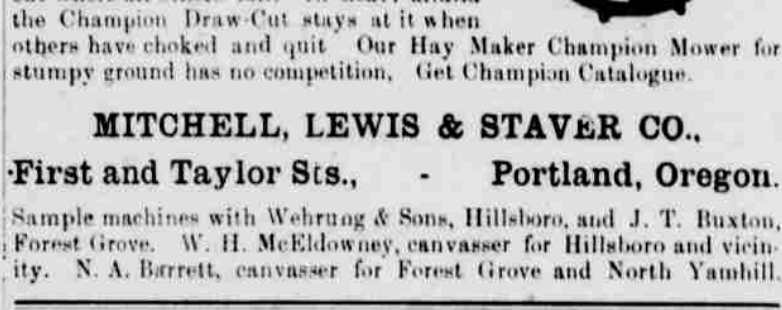 the Champion Draw-Cut stays at it when
others have choked and quit Our Hay Maker Champion Mower for
stumpy ground has no competition, Get Champion Catalogue.
MITCHELL, LEWIS & STAVER CO.,
First and Taylor Sts., - Portland, Oregon.
Sample machines with Wehrung & Sons, Hillsboro, and J. T. Buxton,
Forest Grove. W. H. McEldowney, canvasser for Hillsboro and vicin-
ity. N. A. Barrett, canvasser for Forest Grove and North Yamhill.